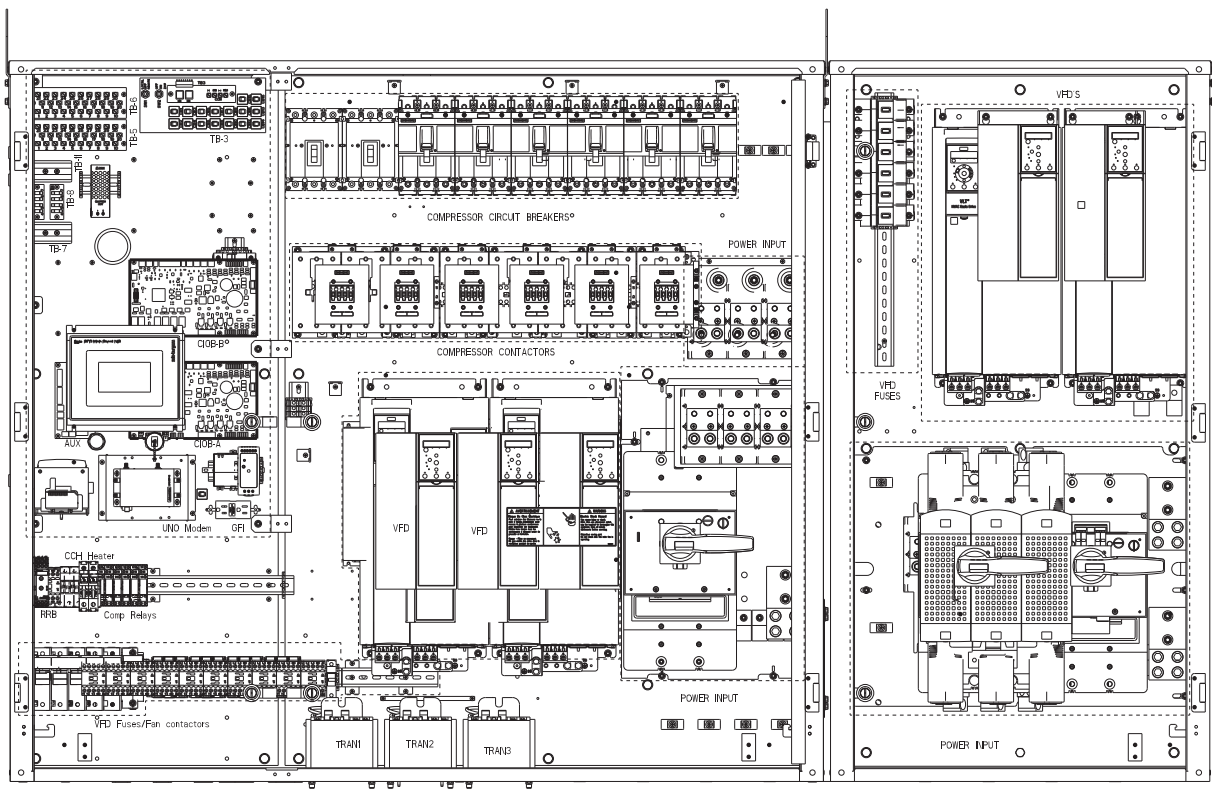 TB-6
TB-5
TB-3
TB-11
TB-8
TB-7
COMPRESSOR CIRCUIT BREAKERS
POWER INPUT
VFD'S
VFD
FUSES
CIOB-B
COMPRESSOR CONTACTORS
AUX
CIOB-A
UNO Modem
GFI
VFD
VFD
CCH Heater
RRB
Comp Relays
POWER INPUT
VFD Fuses/Fan contactors
TRAN1
TRAN2
TRAN3
POWER INPUT